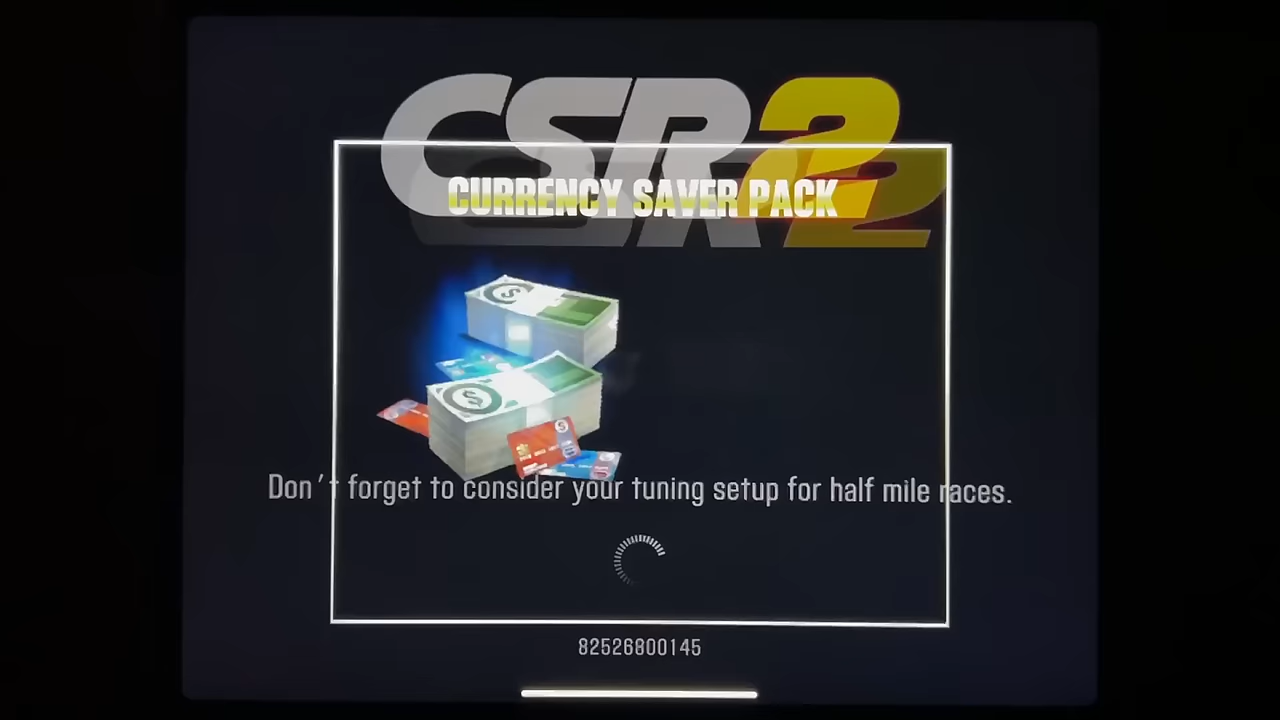 CSR2
CURRENCY SAVER PACK
Don't forget to consider your tuning setup for half mile races.
82526800145